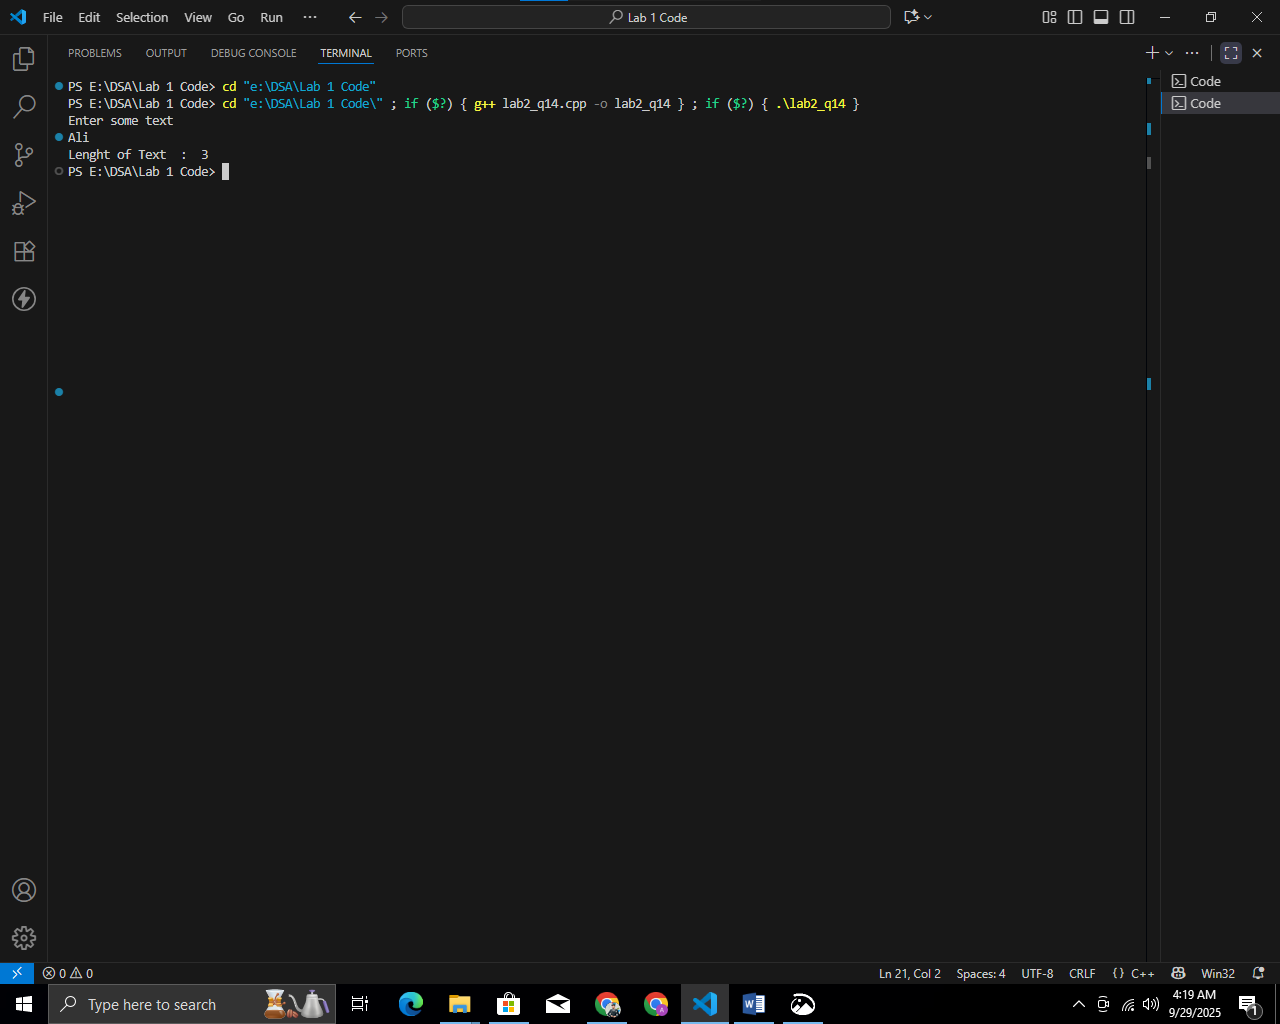 File Edit Selection View Go Run ··· Lab 1 Code
PROBLEMS OUTPUT DEBUG CONSOLE TERMINAL PORTS
PS E:\DSA\Lab 1 Code> cd "e:\DSA\Lab 1 Code"
PS E:\DSA\Lab 1 Code> cd "e:\DSA\Lab 1 Code\" ; if ($?) { g++ lab2_q14.cpp -o lab2_q14 } ; if ($?) { .\lab2_q14 }
Enter some text
Ali
Lenght of Text  :  3
PS E:\DSA\Lab 1 Code>
Code
Code
0 0 Ln 21, Col 2 Spaces: 4 UTF-8 CRLF {} C++ Win32
Type here to search
4:19 AM
9/29/2025
1